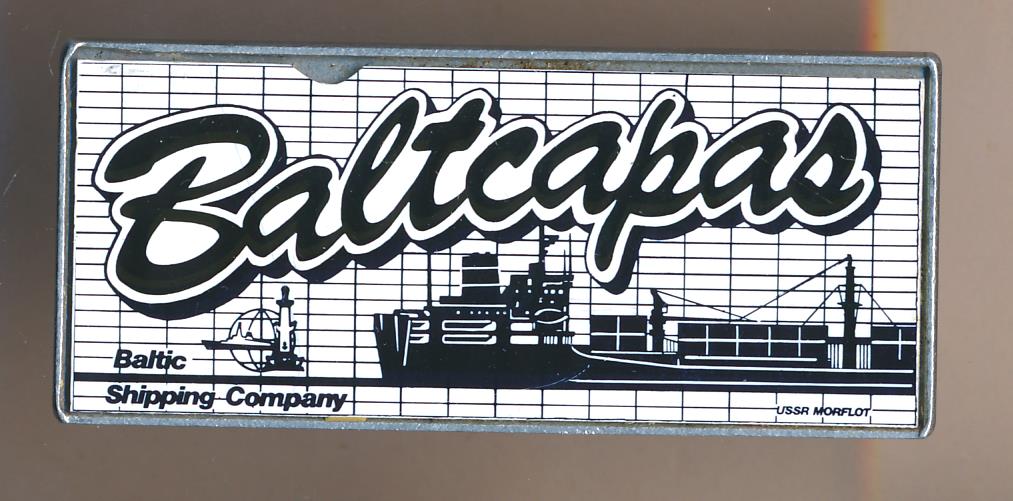 Baltcapas
Baltic
Shipping Company
USSR MORFLOT